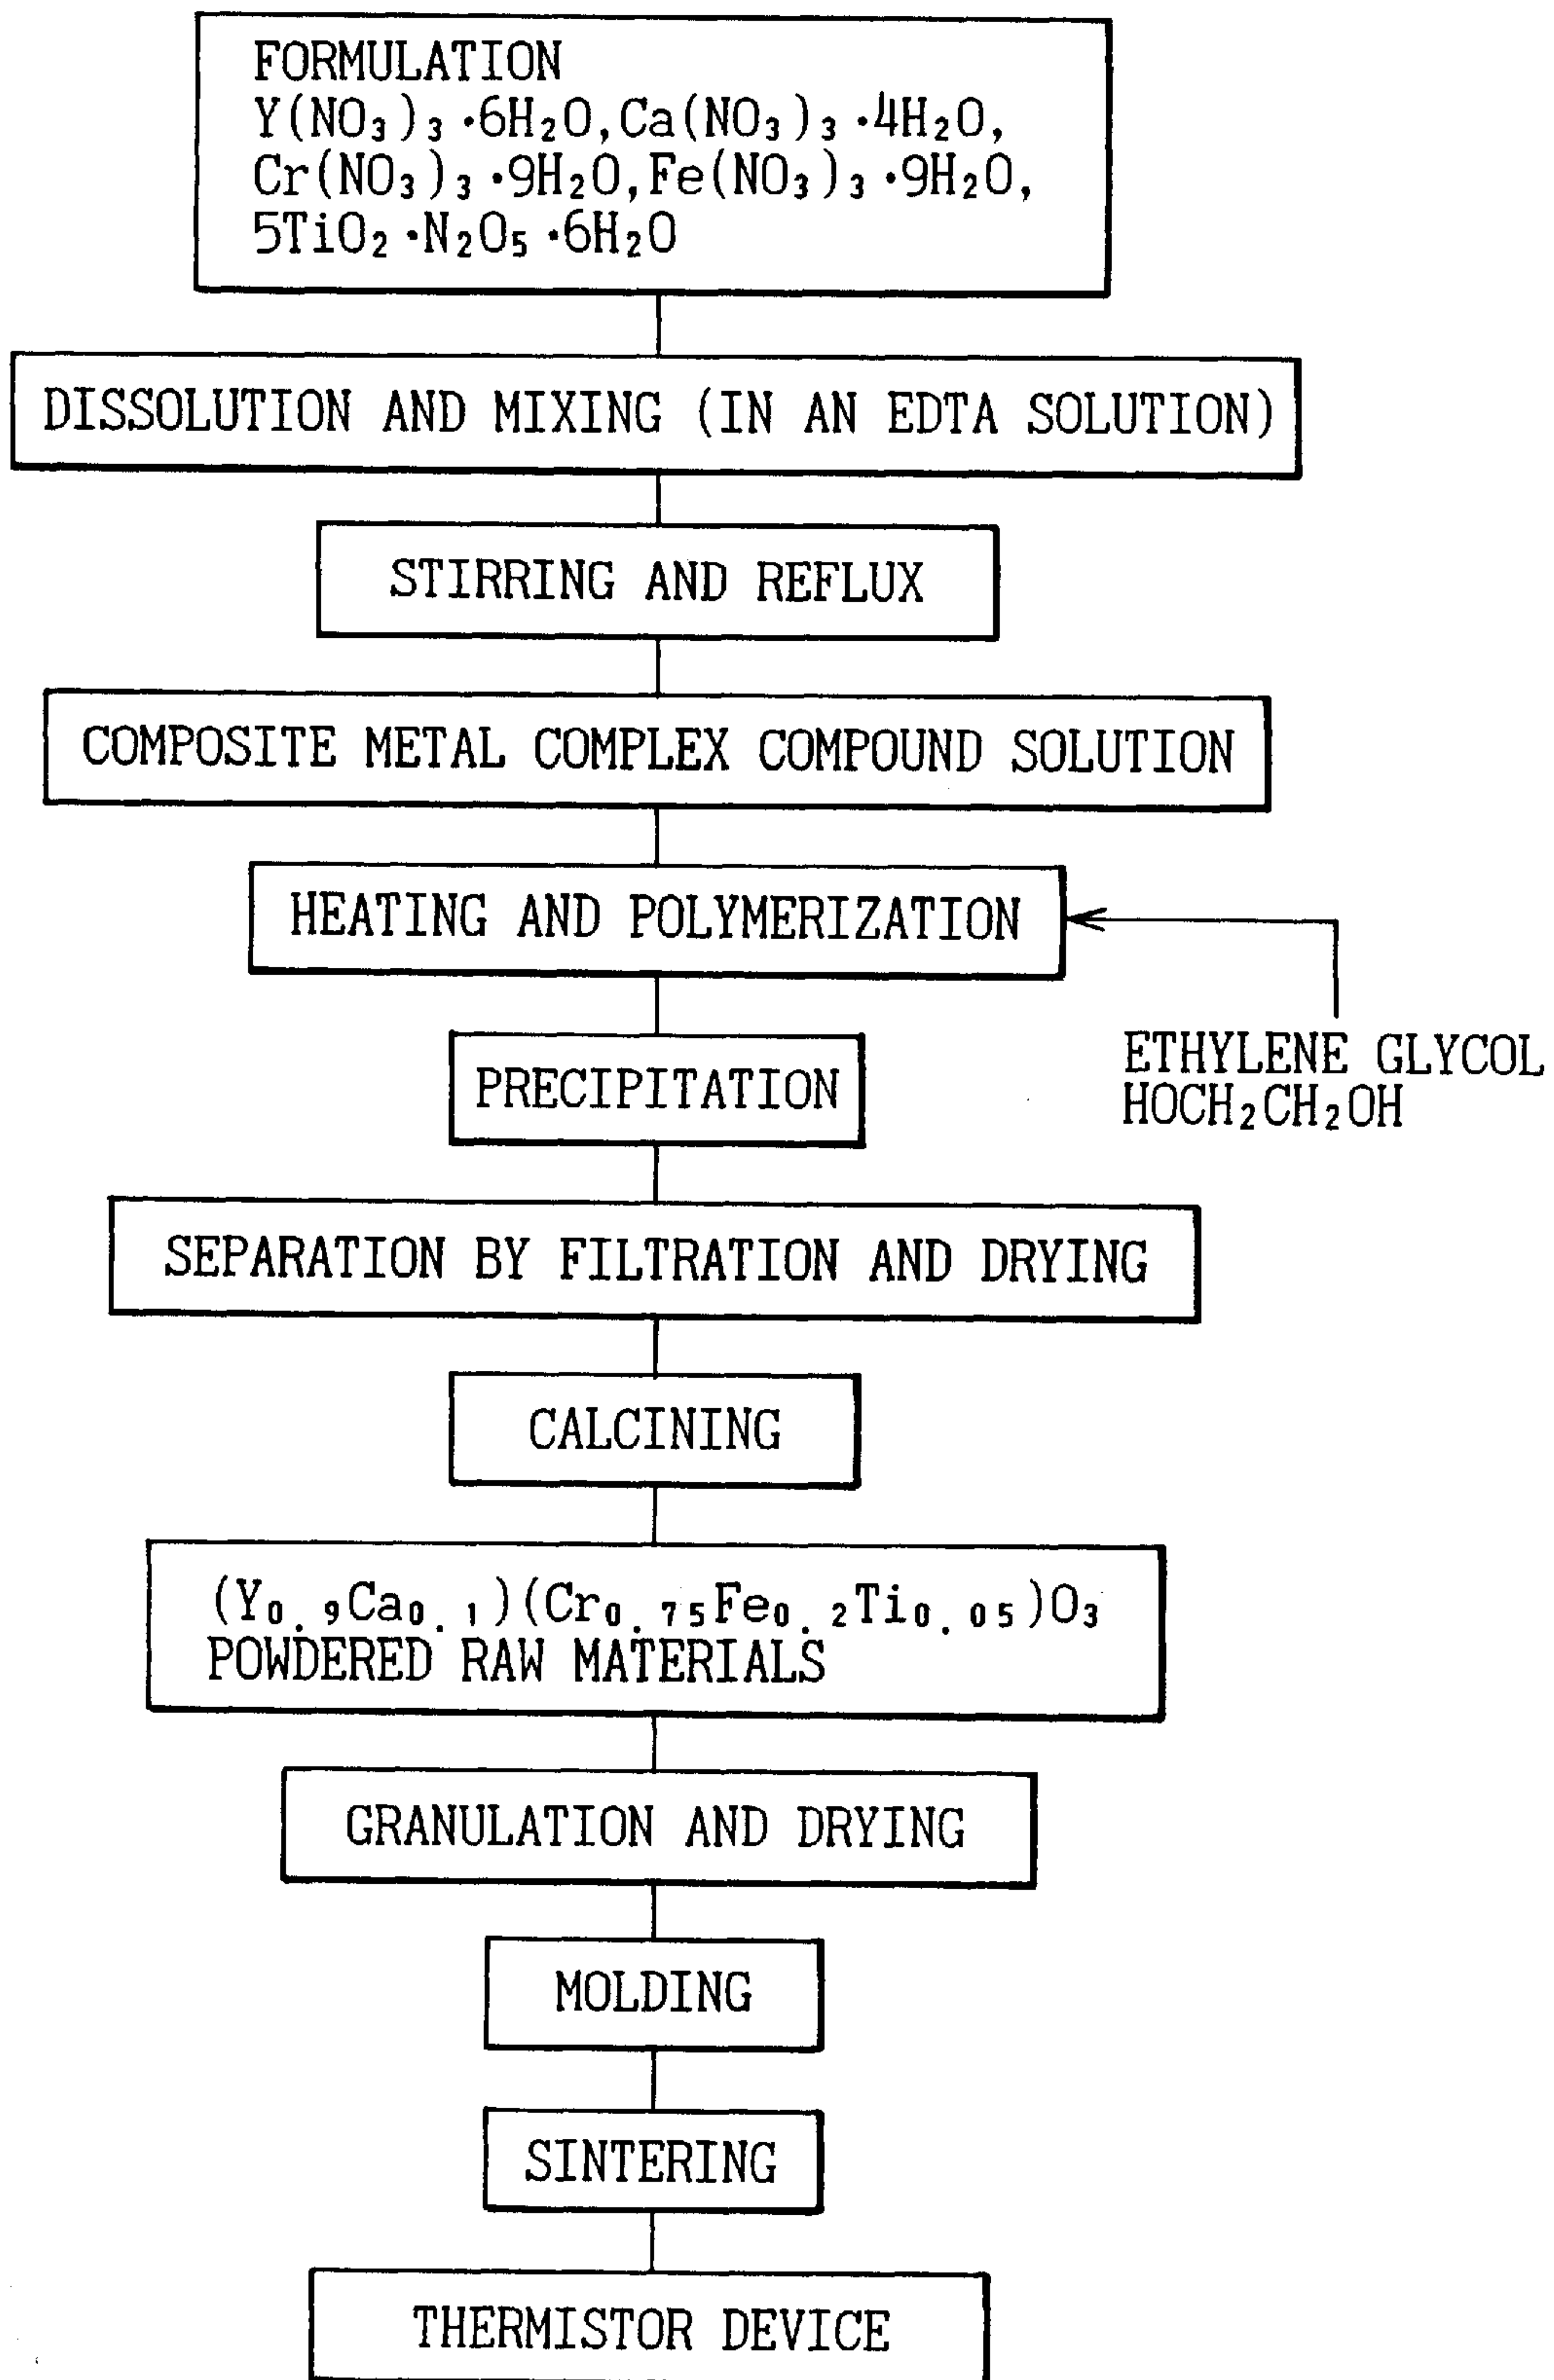 FORMULATION
Y(NO₃)₃·6H₂O,Ca(NO₃)₃·4H₂O,
Cr(NO₃)₃·9H₂O,Fe(NO₃)₃·9H₂O,
5TiO₂·N₂O₅·6H₂O
DISSOLUTION AND MIXING (IN AN EDTA SOLUTION)
STIRRING AND REFLUX
COMPOSITE METAL COMPLEX COMPOUND SOLUTION
HEATING AND POLYMERIZATION
ETHYLENE GLYCOL
HOCH₂CH₂OH
PRECIPITATION
SEPARATION BY FILTRATION AND DRYING
CALCINING
(Y₀.₉Ca₀.₁)(Cr₀.₇₅Fe₀.₂Ti₀.₀₅)O₃
POWDERED RAW MATERIALS
GRANULATION AND DRYING
MOLDING
SINTERING
THERMISTOR DEVICE